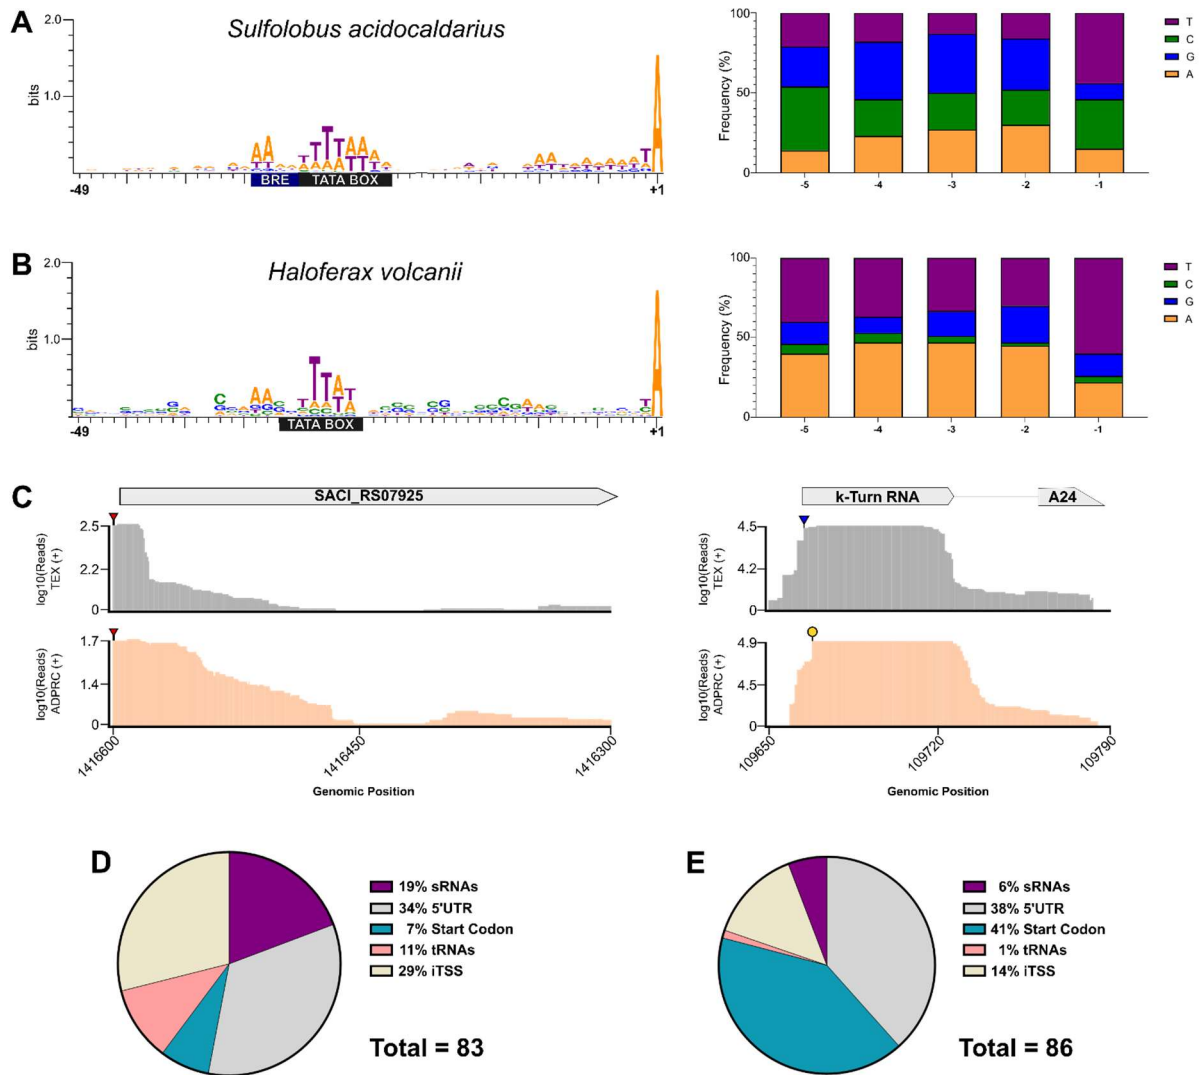 A
Sulfolobus acidocaldarius
2.0
1.0
bits
BRE
TATA BOX
-49
+1
100
50
0
Frequency (%)
-5
-4
-3
-2
-1
T
C
G
A
B
Haloferax volcanii
2.0
1.0
bits
TATA BOX
-49
+1
100
50
0
Frequency (%)
-5
-4
-3
-2
-1
T
C
G
A
C
SACI_RS07925
log10(Reads)
TEX (+)
2.5
2.2
0
log10(Reads)
ADPRC (+)
1.7
1.4
0
1416600
1416450
1416300
Genomic Position
k-Turn RNA
A24
log10(Reads)
TEX (+)
4.5
4.2
0
log10(Reads)
ADPRC (+)
4.9
4.5
0
109650
109720
109790
Genomic Position
D
19% sRNAs
34% 5'UTR
7% Start Codon
11% tRNAs
29% iTSS
Total = 83
E
6% sRNAs
38% 5'UTR
41% Start Codon
1% tRNAs
14% iTSS
Total = 86